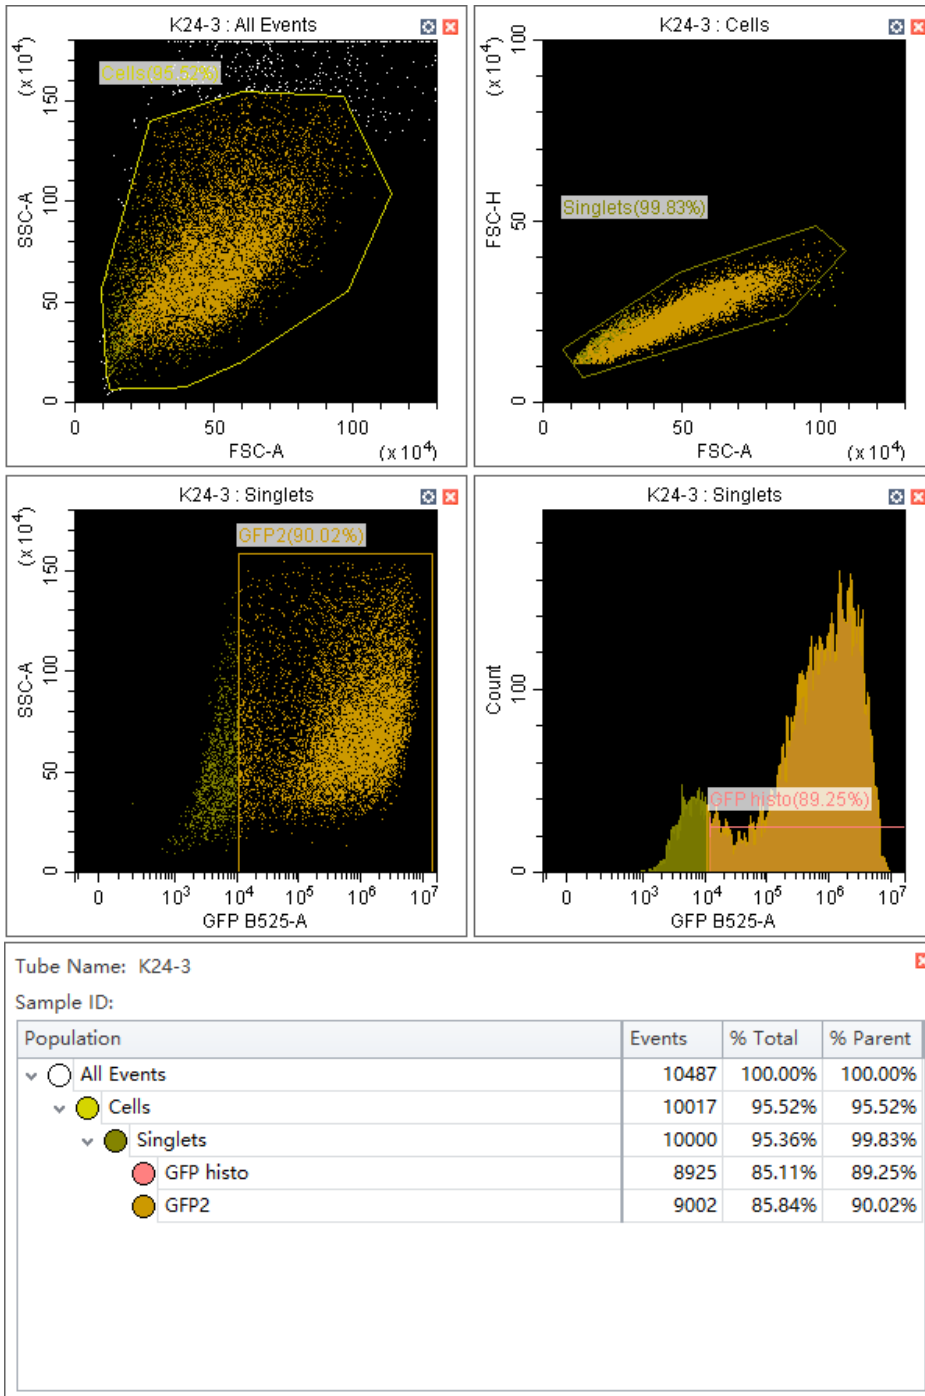 K24-3 : All Events
Cells(95.52%)
(x 10⁴)
SSC-A
150
100
50
0
0 50 100
FSC-A (x 10⁴)
K24-3 : Cells
Singlets(99.83%)
(x 10⁴)
FSC-H
100
50
0
0 50 100
FSC-A (x 10⁴)
K24-3 : Singlets
GFP2(90.02%)
(x 10⁴)
SSC-A
150
100
50
0
0 10³ 10⁴ 10⁵ 10⁶ 10⁷
GFP B525-A
K24-3 : Singlets
GFP histo(89.25%)
Count
100
0
0 10³ 10⁴ 10⁵ 10⁶ 10⁷
GFP B525-A
Tube Name: K24-3
Sample ID:
Population Events % Total % Parent
All Events 10487 100.00% 100.00%
Cells 10017 95.52% 95.52%
Singlets 10000 95.36% 99.83%
GFP histo 8925 85.11% 89.25%
GFP2 9002 85.84% 90.02%